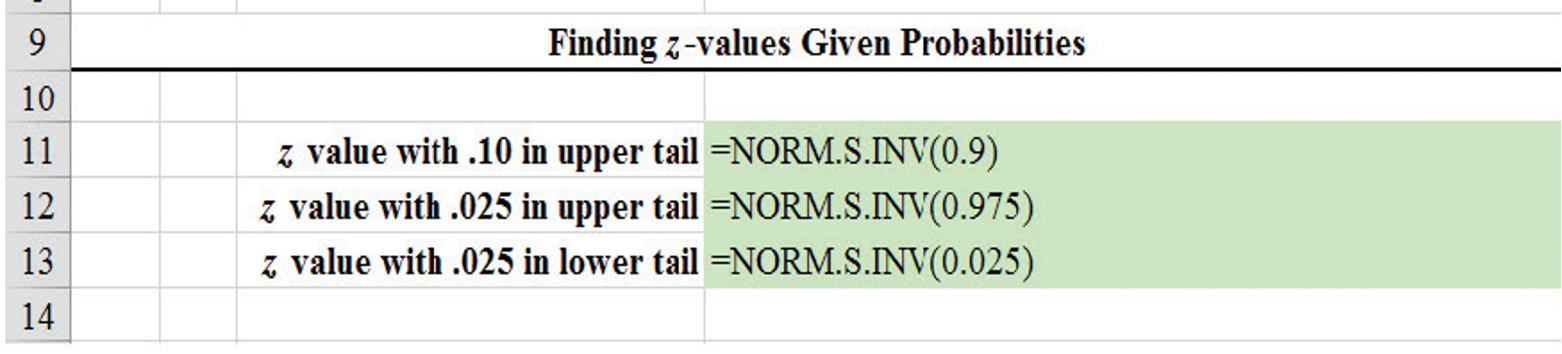 9 Finding z-values Given Probabilities
10
11 z value with .10 in upper tail =NORM.S.INV(0.9)
12 z value with .025 in upper tail =NORM.S.INV(0.975)
13 z value with .025 in lower tail =NORM.S.INV(0.025)
14